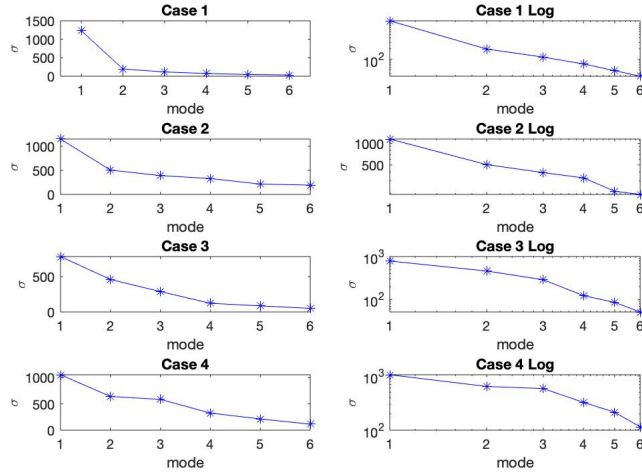 Case 1
1500
1000
500
0
σ
1 2 3 4 5 6
mode
Case 1 Log
10²
σ
1 2 3 4 5 6
mode
Case 2
1000
500
0
σ
1 2 3 4 5 6
mode
Case 2 Log
1000
500
σ
1 2 3 4 5 6
mode
Case 3
500
0
σ
1 2 3 4 5 6
mode
Case 3 Log
10³
10²
σ
1 2 3 4 5 6
mode
Case 4
1000
500
0
σ
1 2 3 4 5 6
mode
Case 4 Log
10³
10²
σ
1 2 3 4 5 6
mode